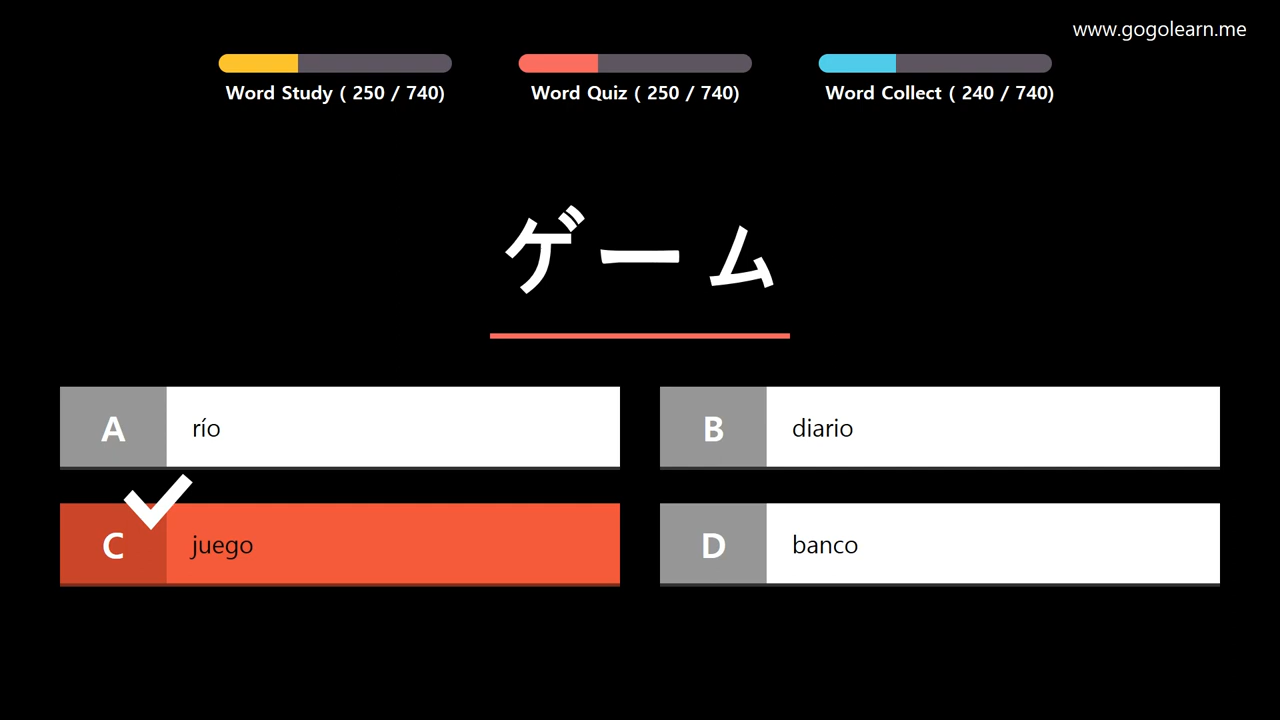 www.gogolearn.me
Word Study ( 250 / 740)
Word Quiz ( 250 / 740)
Word Collect ( 240 / 740)
ゲーム
A río
B diario
C juego
D banco